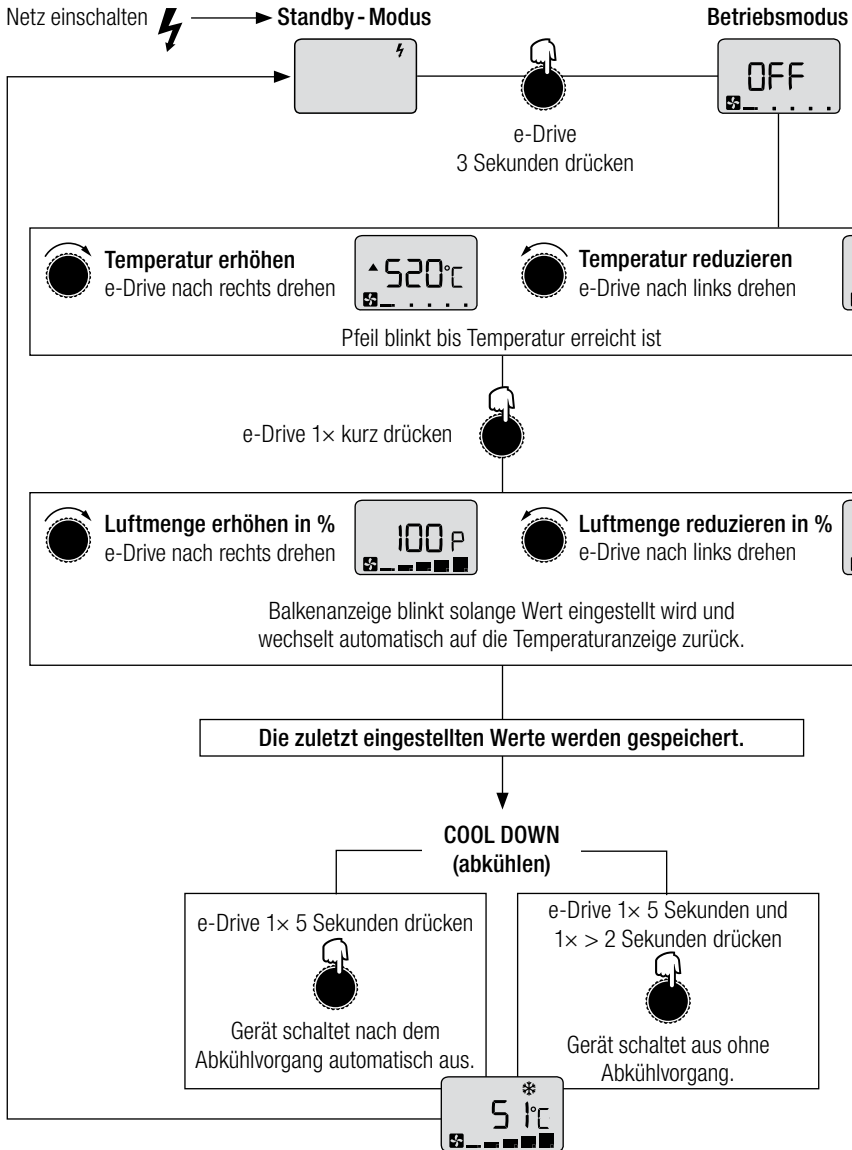 Netz einschalten
Standby - Modus
Betriebsmodus
OFF
e-Drive
3 Sekunden drücken
Temperatur erhöhen
e-Drive nach rechts drehen
520°C
Temperatur reduzieren
e-Drive nach links drehen
Pfeil blinkt bis Temperatur erreicht ist
e-Drive 1× kurz drücken
Luftmenge erhöhen in %
e-Drive nach rechts drehen
100 P
Luftmenge reduzieren in %
e-Drive nach links drehen
Balkenanzeige blinkt solange Wert eingestellt wird und
wechselt automatisch auf die Temperaturanzeige zurück.
Die zuletzt eingestellten Werte werden gespeichert.
COOL DOWN
(abkühlen)
e-Drive 1× 5 Sekunden drücken
Gerät schaltet nach dem
Abkühlvorgang automatisch aus.
e-Drive 1× 5 Sekunden und
1× > 2 Sekunden drücken
Gerät schaltet aus ohne
Abkühlvorgang.
51°C